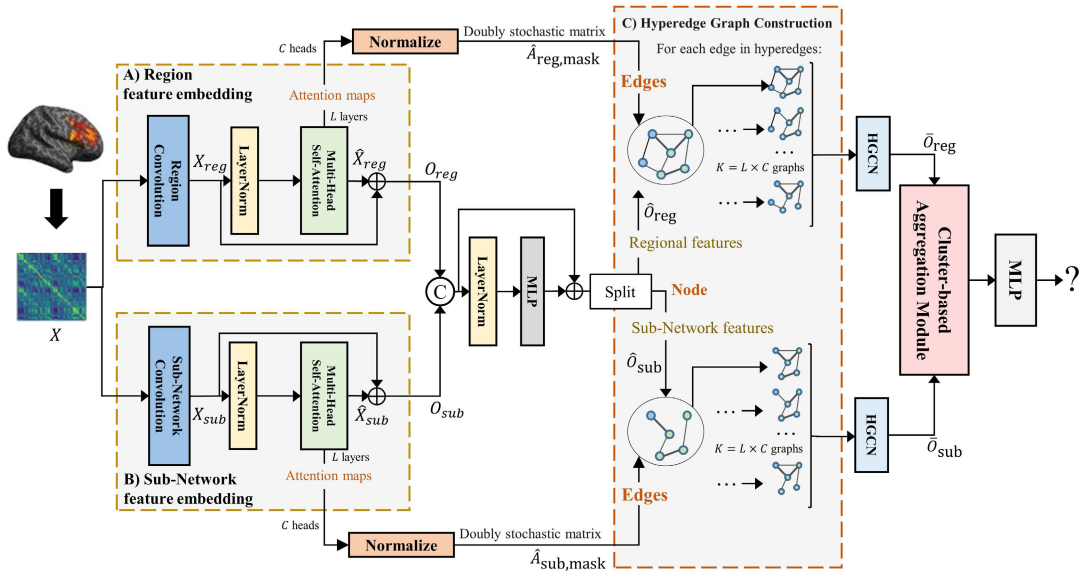 C heads
Normalize
Doubly stochastic matrix
Â_reg,mask
A) Region
feature embedding
Attention maps
L layers
Region
Convolution
X_reg
LayerNorm
Multi-Head
Self-Attention
X̂_reg
O_reg
X
B) Sub-Network
feature embedding
Sub-Network
Convolution
X_sub
LayerNorm
Multi-Head
Self-Attention
X̂_sub
O_sub
L layers
Attention maps
C heads
Normalize
Doubly stochastic matrix
Â_sub,mask
C
LayerNorm
MLP
Split
C) Hyperedge Graph Construction
For each edge in hyperedges:
Edges
...
...
K = L × C graphs
...
Ô_reg
Regional features
Node
Sub-Network features
Ô_sub
...
...
K = L × C graphs
...
Edges
HGCN
Ō_reg
HGCN
Ō_sub
Cluster-based
Aggregation Module
MLP
?